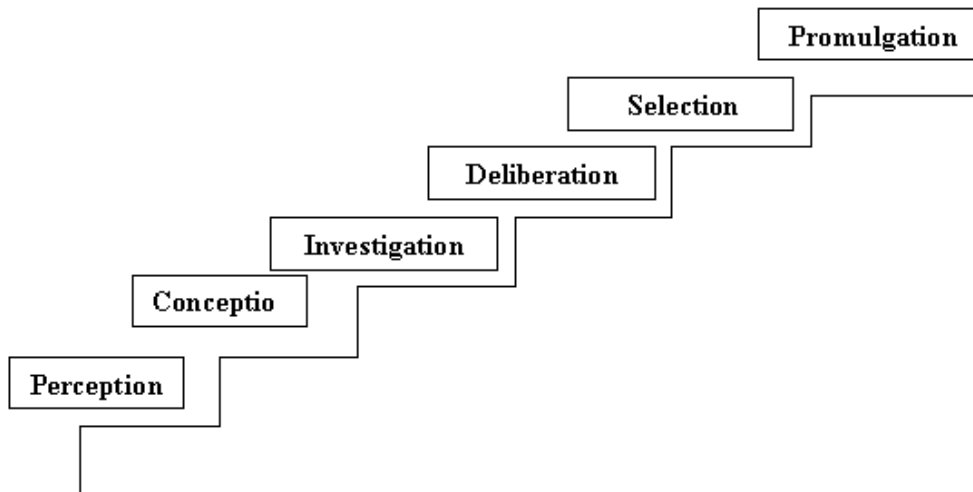 Promulgation
Selection
Deliberation
Investigation
Conceptio
Perception